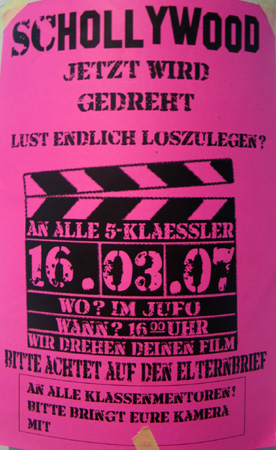 SCHOLLYWOOD
JETZT WIRD
GEDREHT
LUST ENDLICH LOSZULEGEN?
AN ALLE 5-KLAESSLER
16.03.07
WO? IM JUFO
WANN? 16 00 UHR
WIR DREHEN DEINEN FILM
BITTE ACHTET AUF DEN ELTERNBRIEF
AN ALLE KLASSENMENTOREN!
BITTE BRINGT EURE KAMERA
MIT